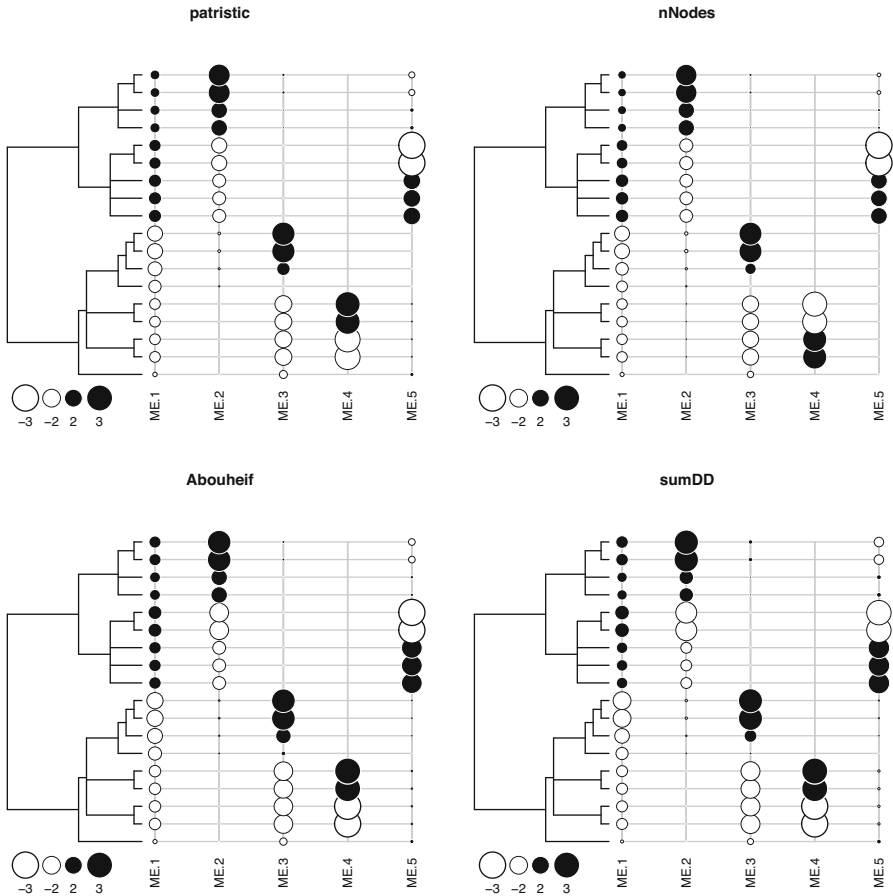 patristic
nNodes
ME.1
ME.2
ME.3
ME.4
ME.5
−3 −2 2 3
ME.1
ME.2
ME.3
ME.4
ME.5
−3 −2 2 3
Abouheif
sumDD
ME.1
ME.2
ME.3
ME.4
ME.5
−3 −2 2 3
ME.1
ME.2
ME.3
ME.4
ME.5
−3 −2 2 3